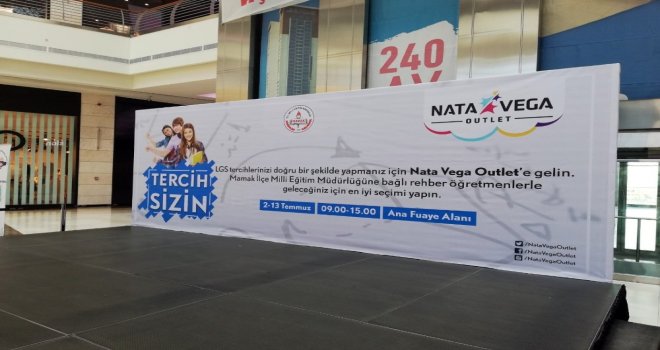 240
AY
NATA VEGA
OUTLET
TERCİH
SİZİN
LGS tercihlerinizi doğru bir şekilde yapmanız için Nata Vega Outlet'e gelin.
Mamak İlçe Milli Eğitim Müdürlüğüne bağlı rehber öğretmenlerle
geleceğiniz için en iyi seçimi yapın.
2-13 Temmuz 09.00-15.00 Ana Fuaye Alanı
/NataVegaOutlet
/NataVegaOutlet
/NataVegaOutlet